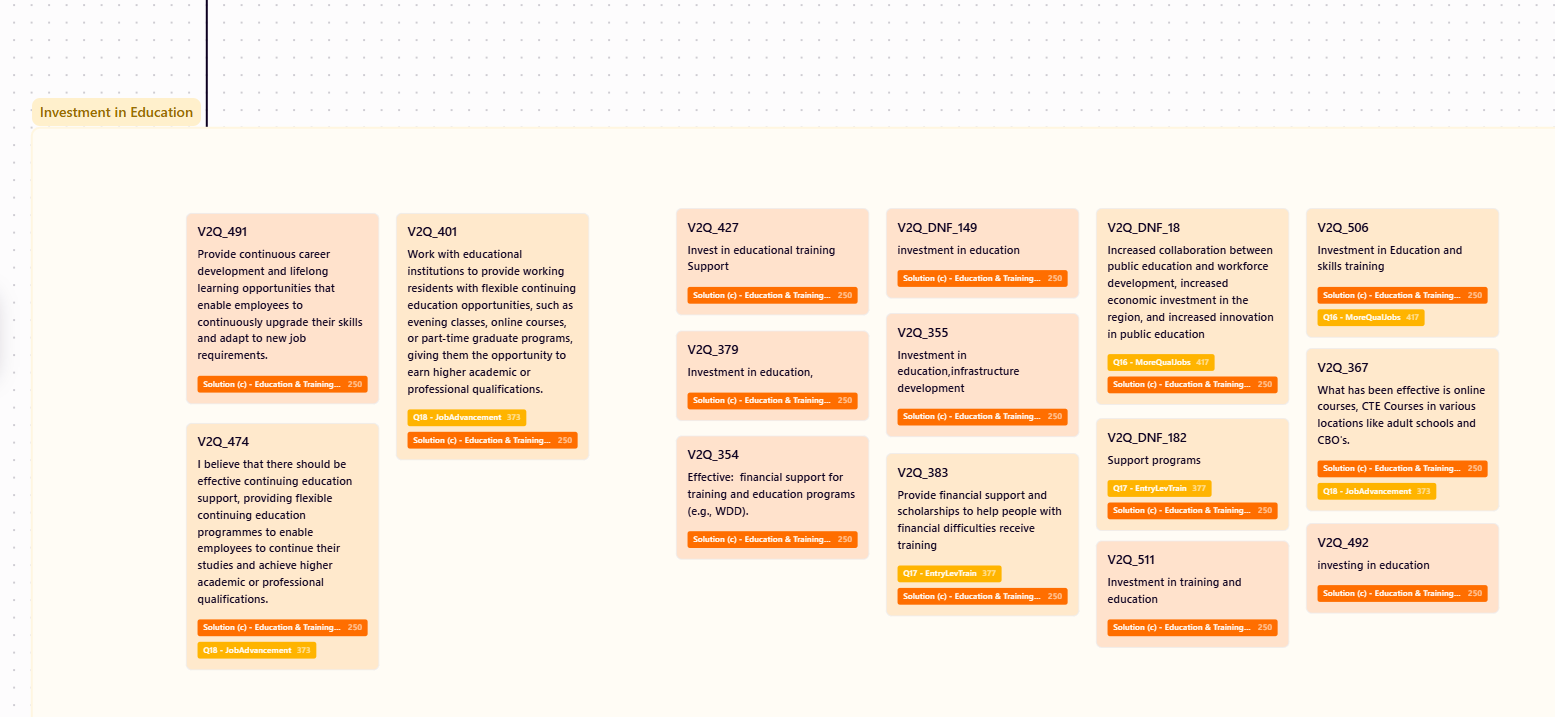 Investment in Education
V2Q_491
Provide continuous career
development and lifelong
learning opportunities that
enable employees to
continuously upgrade their skills
and adapt to new job
requirements.
Solution (c) - Education & Training... 250
V2Q_474
I believe that there should be
effective continuing education
support, providing flexible
continuing education
programmes to enable
employees to continue their
studies and achieve higher
academic or professional
qualifications.
Solution (c) - Education & Training... 250
Q18 - JobAdvancement 373
V2Q_401
Work with educational
institutions to provide working
residents with flexible continuing
education opportunities, such as
evening classes, online courses,
or part-time graduate programs,
giving them the opportunity to
earn higher academic or
professional qualifications.
Q18 - JobAdvancement 373
Solution (c) - Education & Training... 250
V2Q_427
Invest in educational training
Support
Solution (c) - Education & Training... 250
V2Q_379
Investment in education,
Solution (c) - Education & Training... 250
V2Q_354
Effective:  financial support for
training and education programs
(e.g., WDD).
Solution (c) - Education & Training... 250
V2Q_DNF_149
investment in education
Solution (c) - Education & Training... 250
V2Q_355
Investment in
education,infrastructure
development
Solution (c) - Education & Training... 250
V2Q_383
Provide financial support and
scholarships to help people with
financial difficulties receive
training
Q17 - EntryLevTrain 377
Solution (c) - Education & Training... 250
V2Q_DNF_18
Increased collaboration between
public education and workforce
development, increased
economic investment in the
region, and increased innovation
in public education
Q16 - MoreQualJobs 417
Solution (c) - Education & Training... 250
V2Q_DNF_182
Support programs
Q17 - EntryLevTrain 377
Solution (c) - Education & Training... 250
V2Q_511
Investment in training and
education
Solution (c) - Education & Training... 250
V2Q_506
Investment in Education and
skills training
Solution (c) - Education & Training... 250
Q16 - MoreQualJobs 417
V2Q_367
What has been effective is online
courses, CTE Courses in various
locations like adult schools and
CBO's.
Solution (c) - Education & Training... 250
Q18 - JobAdvancement 373
V2Q_492
investing in education
Solution (c) - Education & Training... 250